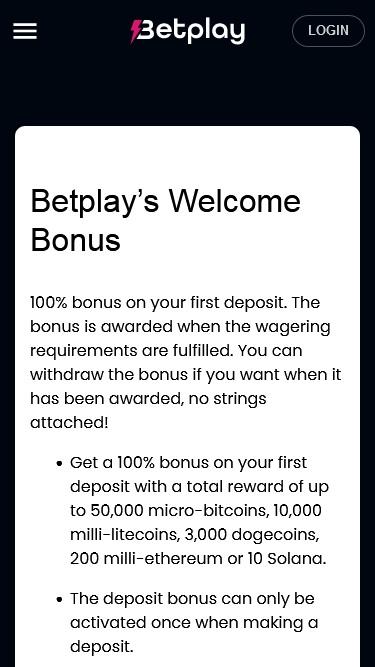 Betplay
LOGIN
Betplay’s Welcome
Bonus
100% bonus on your first deposit. The
bonus is awarded when the wagering
requirements are fulfilled. You can
withdraw the bonus if you want when it
has been awarded, no strings
attached!
• Get a 100% bonus on your first
deposit with a total reward of up
to 50,000 micro-bitcoins, 10,000
milli-litecoins, 3,000 dogecoins,
200 milli-ethereum or 10 Solana.
• The deposit bonus can only be
activated once when making a
deposit.